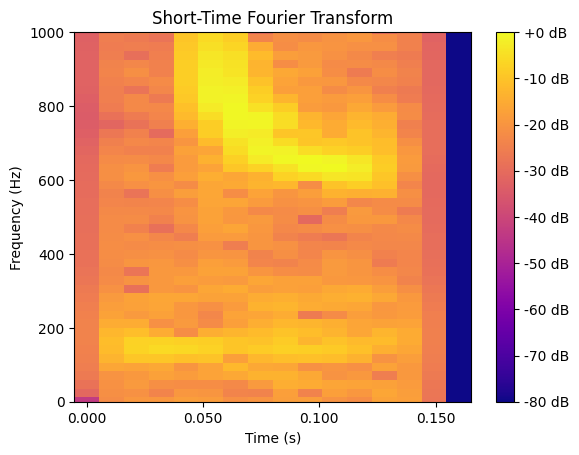 Short-Time Fourier Transform
1000
800
600
400
200
0
Frequency (Hz)
0.000
0.050
0.100
0.150
Time (s)
+0 dB
-10 dB
-20 dB
-30 dB
-40 dB
-50 dB
-60 dB
-70 dB
-80 dB